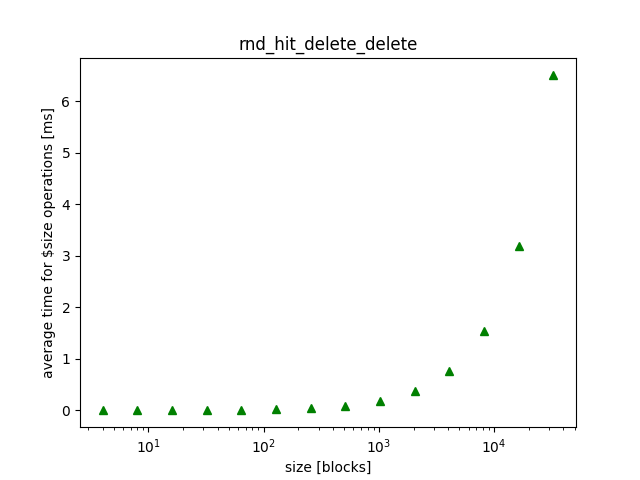 rnd_hit_delete_delete
average time for $size operations [ms]
6
5
4
3
2
1
0
10¹ 10² 10³ 10⁴
size [blocks]